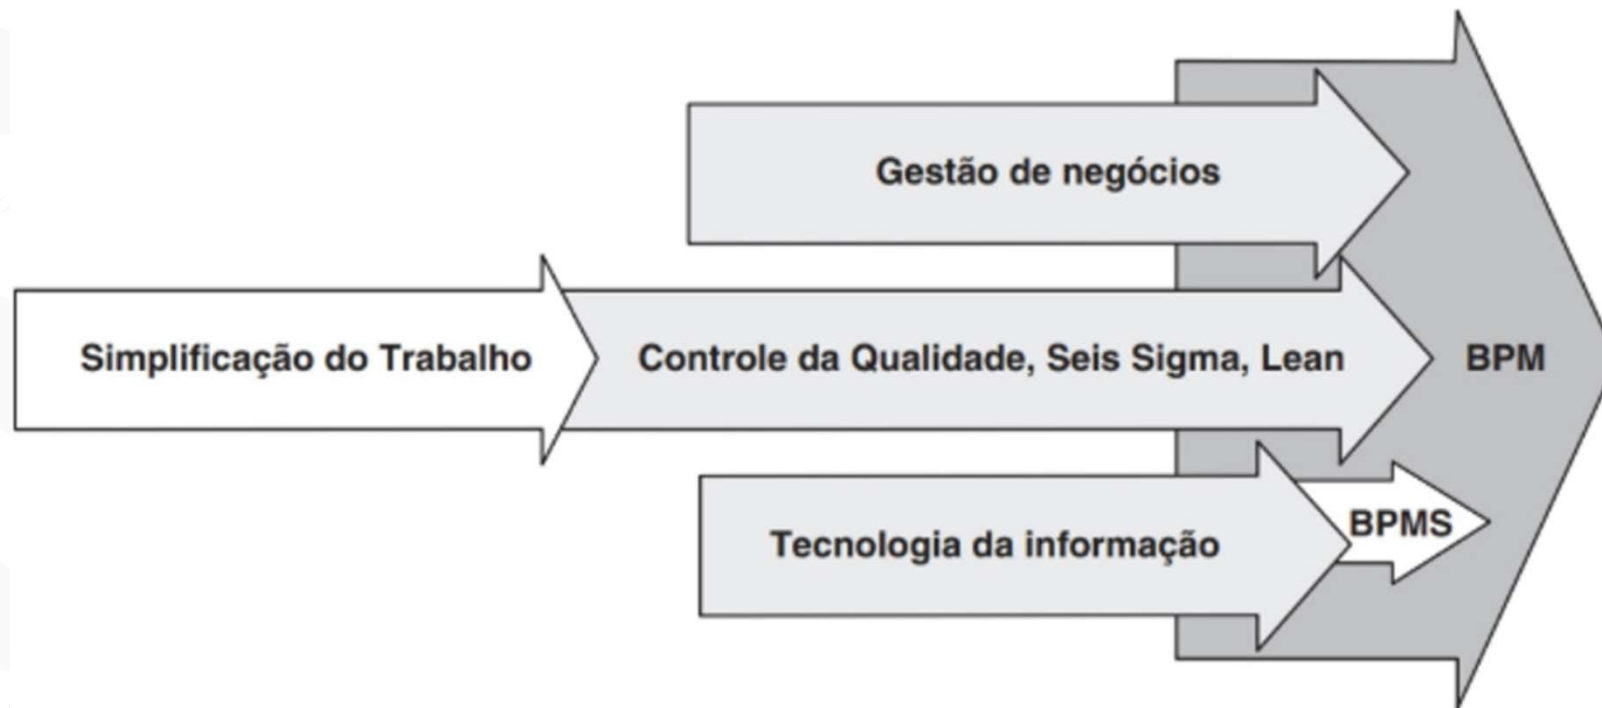 Gestão de negócios
Simplificação do Trabalho
Controle da Qualidade, Seis Sigma, Lean
BPM
BPMS
Tecnologia da informação